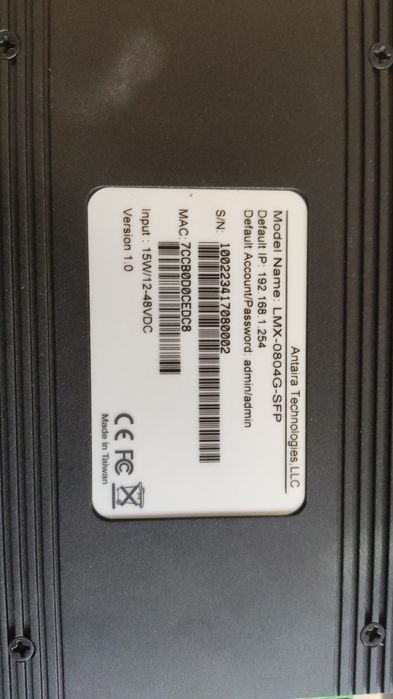 Antaira Technologies,LLC
Model Name: LMX-0804G-SFP
Default IP: 192.168.1.254
Default Account/Password: admin/admin
S/N: 100223417080002
MAC: 7CCB0D0CEDC8
Input : 15W/12-48VDC
Version 1.0
CE FC
Made in Taiwan